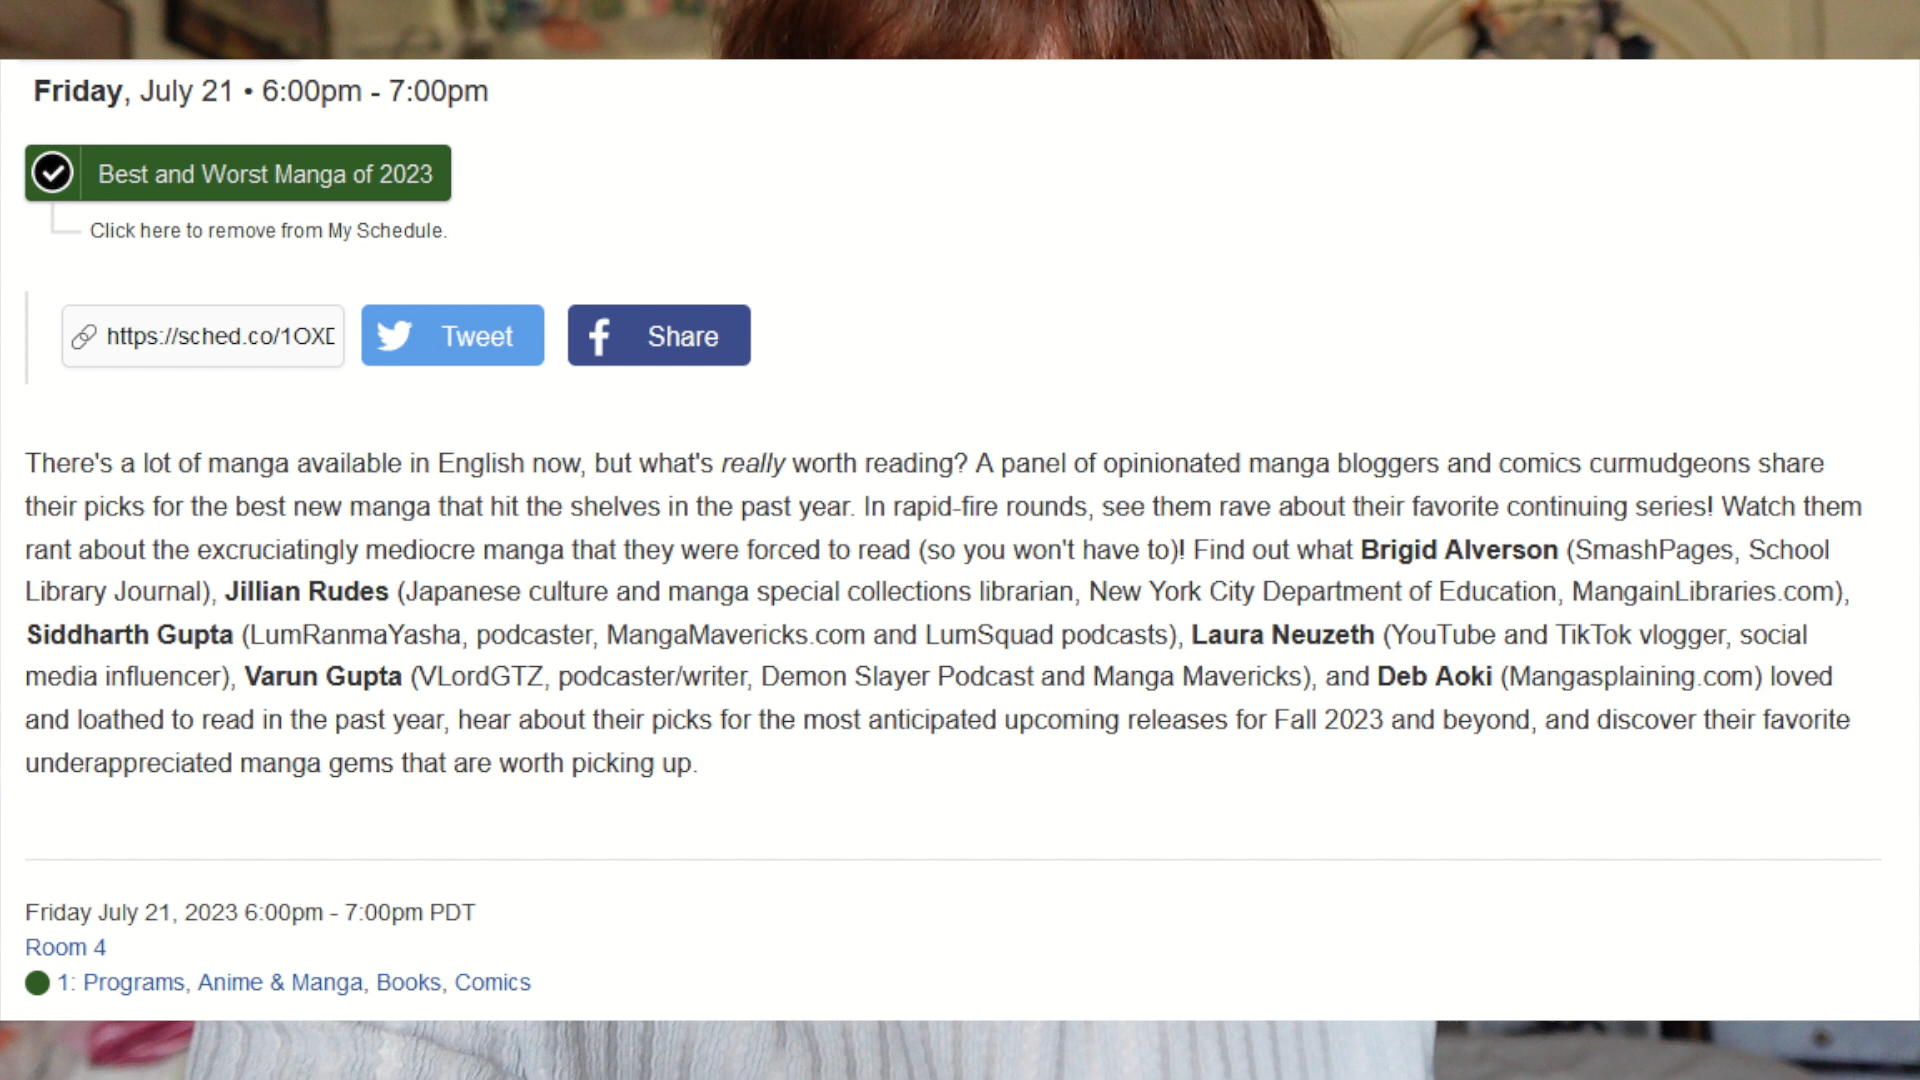 Friday, July 21 • 6:00pm - 7:00pm
Best and Worst Manga of 2023
Click here to remove from My Schedule.
https://sched.co/1OXD
Tweet
Share
There's a lot of manga available in English now, but what's really worth reading? A panel of opinionated manga bloggers and comics curmudgeons share
their picks for the best new manga that hit the shelves in the past year. In rapid-fire rounds, see them rave about their favorite continuing series! Watch them
rant about the excruciatingly mediocre manga that they were forced to read (so you won't have to)! Find out what Brigid Alverson (SmashPages, School
Library Journal), Jillian Rudes (Japanese culture and manga special collections librarian, New York City Department of Education, MangainLibraries.com),
Siddharth Gupta (LumRanmaYasha, podcaster, MangaMavericks.com and LumSquad podcasts), Laura Neuzeth (YouTube and TikTok vlogger, social
media influencer), Varun Gupta (VLordGTZ, podcaster/writer, Demon Slayer Podcast and Manga Mavericks), and Deb Aoki (Mangasplaining.com) loved
and loathed to read in the past year, hear about their picks for the most anticipated upcoming releases for Fall 2023 and beyond, and discover their favorite
underappreciated manga gems that are worth picking up.
Friday July 21, 2023 6:00pm - 7:00pm PDT
Room 4
1: Programs, Anime & Manga, Books, Comics